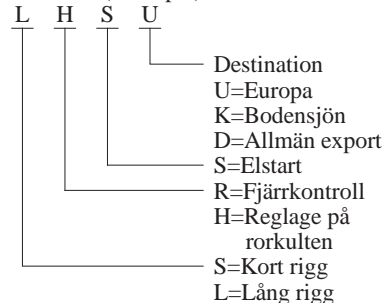 L H S U
Destination
U=Europa
K=Bodensjön
D=Allmän export
S=Elstart
R=Fjärrkontroll
H=Reglage på
rorkulten
S=Kort rigg
L=Lång rigg